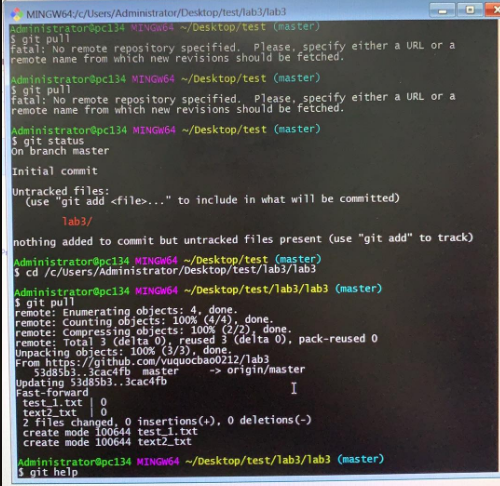 MINGW64:/c/Users/Administrator/Desktop/test/lab3/lab3
Administrator@pc134 MINGW64 ~/Desktop/test (master)
$ git pull
fatal: No remote repository specified.  Please, specify either a URL or a
remote name from which new revisions should be fetched.
Administrator@pc134 MINGW64 ~/Desktop/test (master)
$ git pull
fatal: No remote repository specified.  Please, specify either a URL or a
remote name from which new revisions should be fetched.
Administrator@pc134 MINGW64 ~/Desktop/test (master)
$ git status
On branch master
Initial commit
Untracked files:
(use "git add <file>..." to include in what will be committed)
lab3/
nothing added to commit but untracked files present (use "git add" to track)
Administrator@pc134 MINGW64 ~/Desktop/test (master)
$ cd /c/Users/Administrator/Desktop/test/lab3/lab3
Administrator@pc134 MINGW64 ~/Desktop/test/lab3/lab3 (master)
$ git pull
remote: Enumerating objects: 4, done.
remote: Counting objects: 100% (4/4), done.
remote: Compressing objects: 100% (2/2), done.
remote: Total 3 (delta 0), reused 3 (delta 0), pack-reused 0
Unpacking objects: 100% (3/3), done.
From https://github.com/vuquocbao0212/lab3
53d85b3..3cac4fb  master     -> origin/master
Updating 53d85b3..3cac4fb
Fast-forward
test_1.txt | 0
text2_txt  | 0
2 files changed, 0 insertions(+), 0 deletions(-)
create mode 100644 test_1.txt
create mode 100644 text2_txt
Administrator@pc134 MINGW64 ~/Desktop/test/lab3/lab3 (master)
$ git help